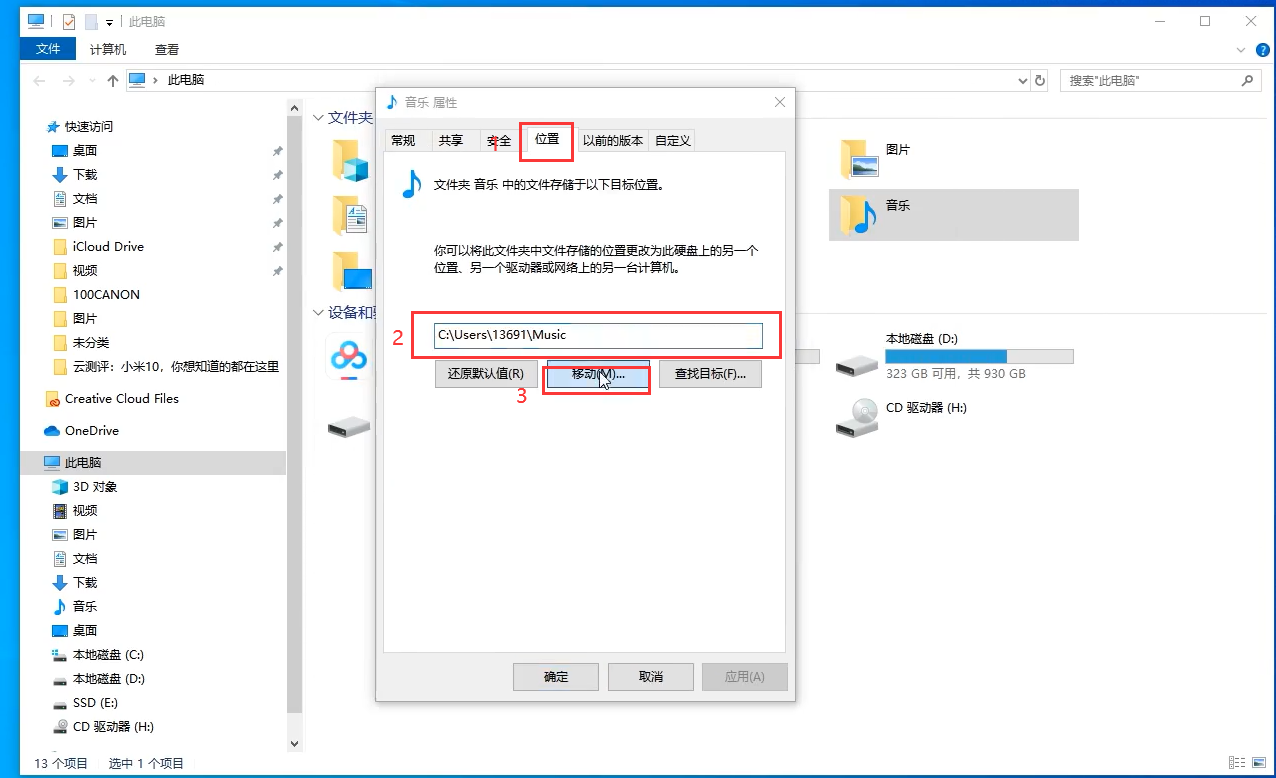 此电脑
文件 计算机 查看
此电脑
搜索"此电脑"
快速访问
桌面
下载
文档
图片
iCloud Drive
视频
100CANON
图片
未分类
云测评：小米10，你想知道的都在这里
Creative Cloud Files
OneDrive
此电脑
3D 对象
视频
图片
文档
下载
音乐
桌面
本地磁盘 (C:)
本地磁盘 (D:)
SSD (E:)
CD 驱动器 (H:)
13 个项目 选中 1 个项目
文件夹
设备和
音乐 属性
常规 共享 安全 位置 以前的版本 自定义
1
文件夹 音乐 中的文件存储于以下目标位置。
你可以将此文件夹中文件存储的位置更改为此硬盘上的另一个
位置、另一个驱动器或网络上的另一台计算机。
2
C:\Users\13691\Music
还原默认值(R) 移动(M)... 查找目标(F)...
3
确定 取消 应用(A)
图片
音乐
本地磁盘 (D:)
323 GB 可用，共 930 GB
CD 驱动器 (H:)